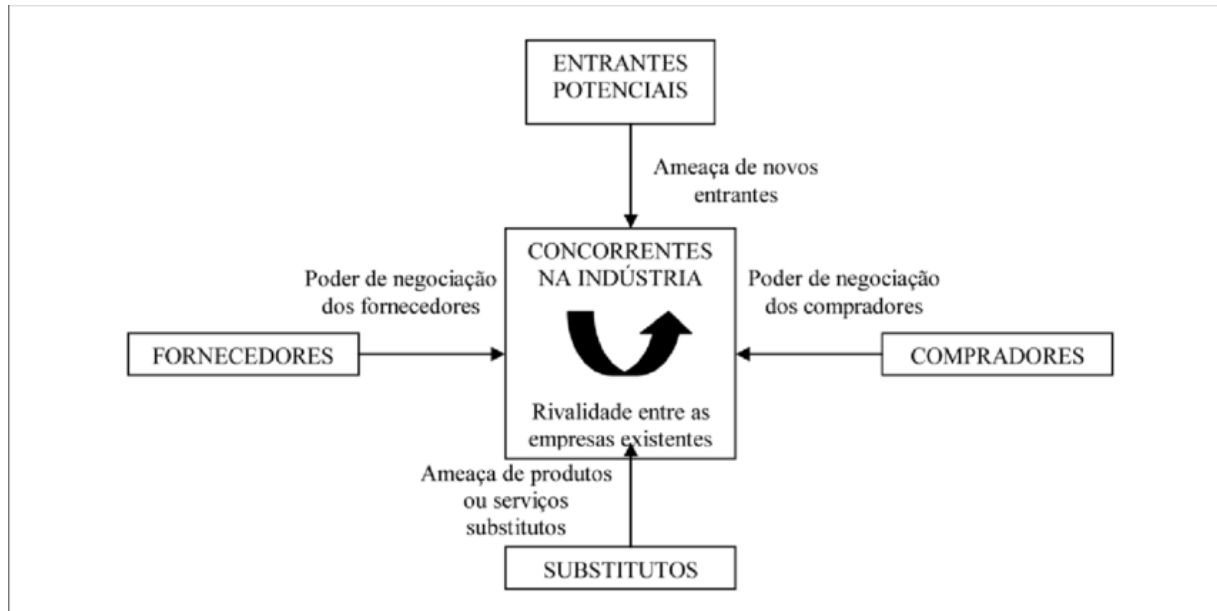 ENTRANTES
POTENCIAIS
Ameaça de novos
entrantes
CONCORRENTES
NA INDÚSTRIA
Poder de negociação
dos fornecedores
Poder de negociação
dos compradores
FORNECEDORES
COMPRADORES
Rivalidade entre as
empresas existentes
Ameaça de produtos
ou serviços
substitutos
SUBSTITUTOS